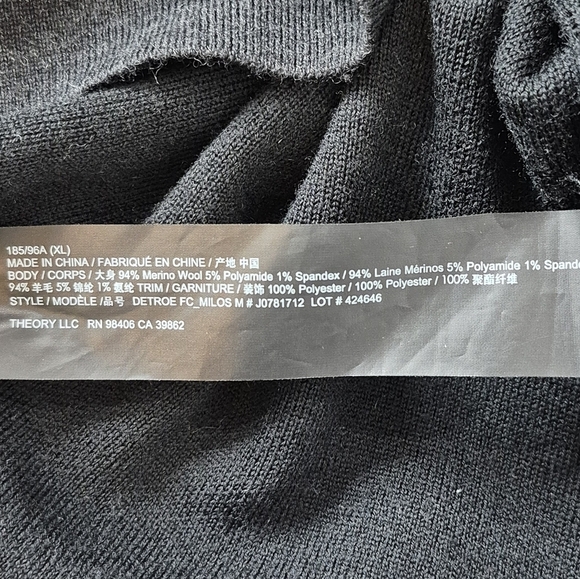 185/96A (XL)
MADE IN CHINA / FABRIQUÉ EN CHINE / 产地 中国
BODY / CORPS / 大身 94% Merino Wool 5% Polyamide 1% Spandex / 94% Laine Mérinos 5% Polyamide 1% Spande
94% 羊毛 5% 锦纶 1% 氨纶 TRIM / GARNITURE / 装饰 100% Polyester / 100% Polyester / 100% 聚酯纤维
STYLE / MODÈLE / 品号 DETROE FC_MILOS M # J0781712 LOT # 424646
THEORY LLC RN 98406 CA 39862